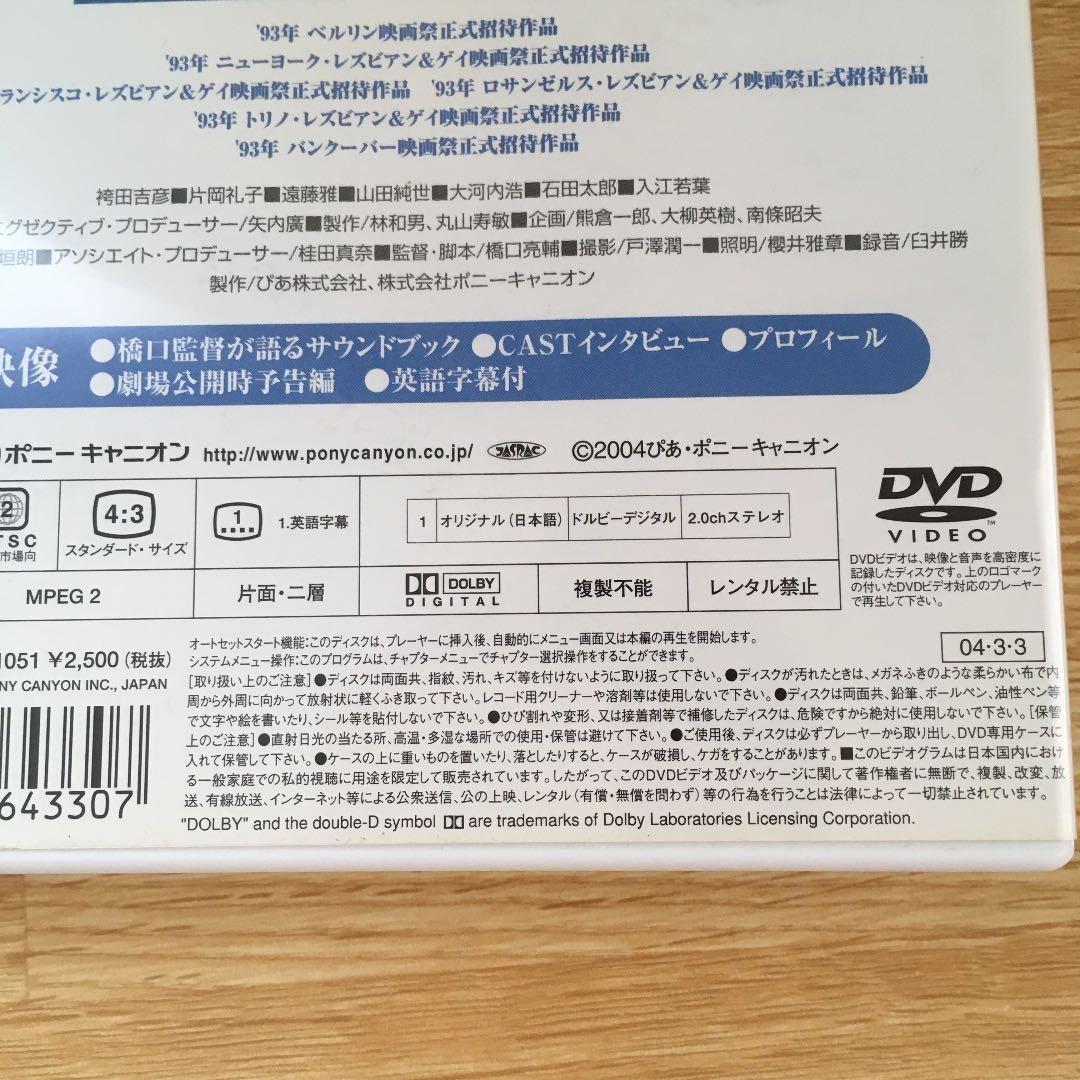 '93年 ベルリン映画祭正式招待作品
'93年 ニューヨーク・レズビアン&ゲイ映画祭正式招待作品
ランシスコ・レズビアン&ゲイ映画祭正式招待作品 '93年 ロサンゼルス・レズビアン&ゲイ映画祭正式招待作品
'93年 トリノ・レズビアン&ゲイ映画祭正式招待作品
'93年 バンクーバー映画祭正式招待作品
袴田吉彦■片岡礼子■遠藤雅■山田純世■大河内浩■石田太郎■入江若葉
エグゼクティブ・プロデューサー/矢内廣■製作/林和男、丸山寿敏■企画/熊倉一郎、大柳英樹、南條昭夫
垣朗■アソシエイト・プロデューサー/桂田真奈■監督・脚本/橋口亮輔■撮影/戸澤潤一■照明/櫻井雅章■録音/臼井勝
製作/ぴあ株式会社、株式会社ポニーキャニオン
映像
●橋口監督が語るサウンドブック ●CASTインタビュー ●プロフィール
●劇場公開時予告編 ●英語字幕付
ポニーキャニオン http://www.ponycanyon.co.jp/ JASRAC ©2004ぴあ・ポニーキャニオン
2
TSC
市場向
4:3
スタンダード・サイズ
1
1.英語字幕
1 オリジナル(日本語) ドルビーデジタル 2.0chステレオ
MPEG 2
片面・二層
DOLBY
DIGITAL
複製不能
レンタル禁止
DVD
VIDEO
™
DVDビデオは、映像と音声を高密度に
記録したディスクです。上のロゴマーク
の付いたDVDビデオ対応のプレーヤー
で再生して下さい。
1051 ¥2,500(税抜)
NY CANYON INC., JAPAN
643307
04・3・3
オートセットスタート機能:このディスクは、プレーヤーに挿入後、自動的にメニュー画面又は本編の再生を開始します。
システムメニュー操作:このプログラムは、チャプターメニューでチャプター選択操作をすることができます。
[取り扱い上のご注意]●ディスクは両面共、指紋、汚れ、キズ等を付けないように取り扱って下さい。●ディスクが汚れたときは、メガネふきのような柔らかい布で内
周から外周に向かって放射状に軽くふき取って下さい。レコード用クリーナーや溶剤等は使用しないで下さい。●ディスクは両面共、鉛筆、ボールペン、油性ペン等
で文字や絵を書いたり、シール等を貼付しないで下さい。●ひび割れや変形、又は接着剤等で補修したディスクは、危険ですから絶対に使用しないで下さい。[保管
上のご注意]●直射日光の当たる所、高温・多湿な場所での使用・保管は避けて下さい。●ご使用後、ディスクは必ずプレーヤーから取り出し、DVD専用ケースに
入れて保管して下さい。●ケースの上に重いものを置いたり、落としたりすると、ケースが破損し、ケガをすることがあります。■このビデオグラムは日本国内におけ
る一般家庭での私的視聴に用途を限定して販売されています。したがって、このDVDビデオ及びパッケージに関して著作権者に無断で、複製、改変、放
送、有線放送、インターネット等による公衆送信、公の上映、レンタル(有償・無償を問わず)等の行為を行うことは法律によって一切禁止されています。
"DOLBY" and the double-D symbol are trademarks of Dolby Laboratories Licensing Corporation.